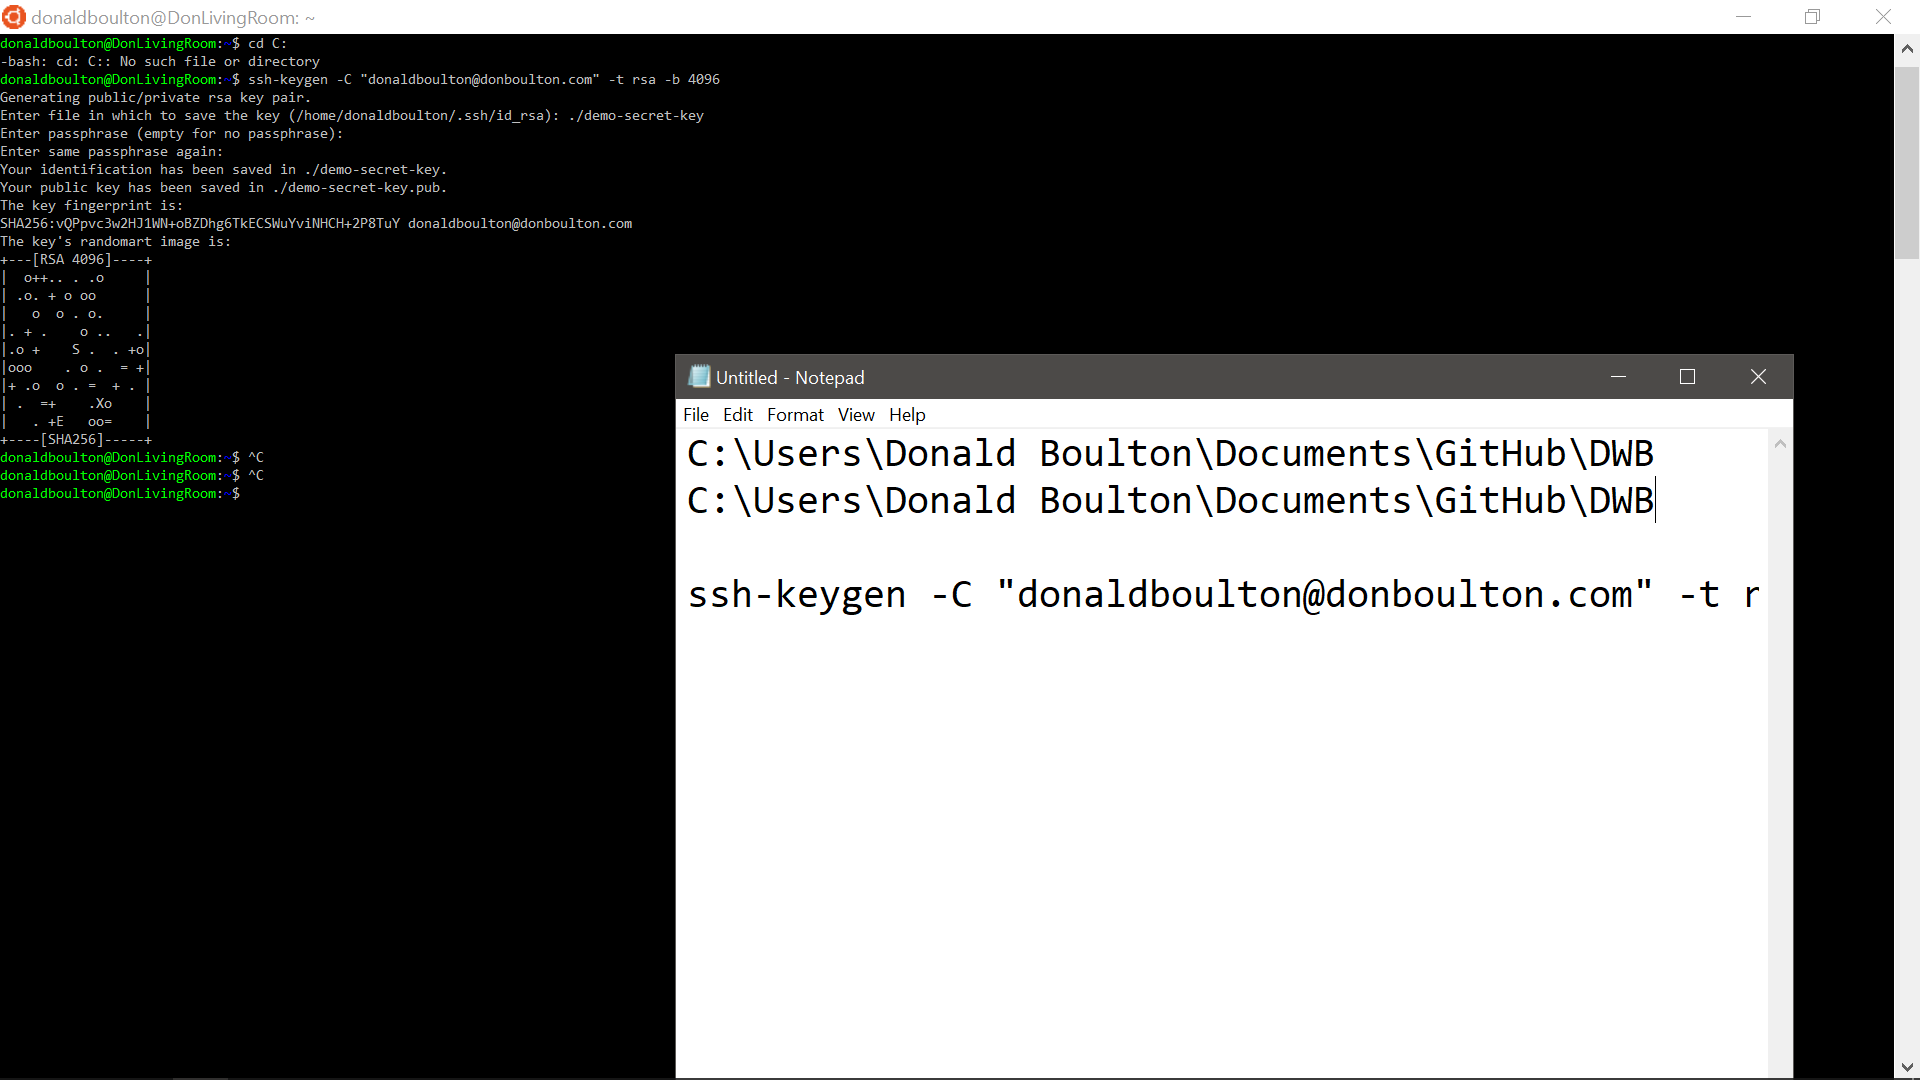 donaldboulton@DonLivingRoom: ~
donaldboulton@DonLivingRoom:~$ cd C:
-bash: cd: C:: No such file or directory
donaldboulton@DonLivingRoom:~$ ssh-keygen -C "donaldboulton@donboulton.com" -t rsa -b 4096
Generating public/private rsa key pair.
Enter file in which to save the key (/home/donaldboulton/.ssh/id_rsa): ./demo-secret-key
Enter passphrase (empty for no passphrase):
Enter same passphrase again:
Your identification has been saved in ./demo-secret-key.
Your public key has been saved in ./demo-secret-key.pub.
The key fingerprint is:
SHA256:vQPpvc3w2HJ1WN+oBZDhg6TkECSWuYviNHCH+2P8TuY donaldboulton@donboulton.com
The key's randomart image is:
+---[RSA 4096]----+
|  o++.. . .o     |
| .o. + o oo      |
|   o  o . o.     |
|. + .    o ..   .|
|.o +    S .  . +o|
|ooo    . o .  = +|
|+ .o  o . =  + . |
| .  =+    .Xo    |
|   . +E   oo=    |
+----[SHA256]-----+
donaldboulton@DonLivingRoom:~$ ^C
donaldboulton@DonLivingRoom:~$ ^C
donaldboulton@DonLivingRoom:~$
Untitled - Notepad
File Edit Format View Help
C:\Users\Donald Boulton\Documents\GitHub\DWB
C:\Users\Donald Boulton\Documents\GitHub\DWB
ssh-keygen -C "donaldboulton@donboulton.com" -t r